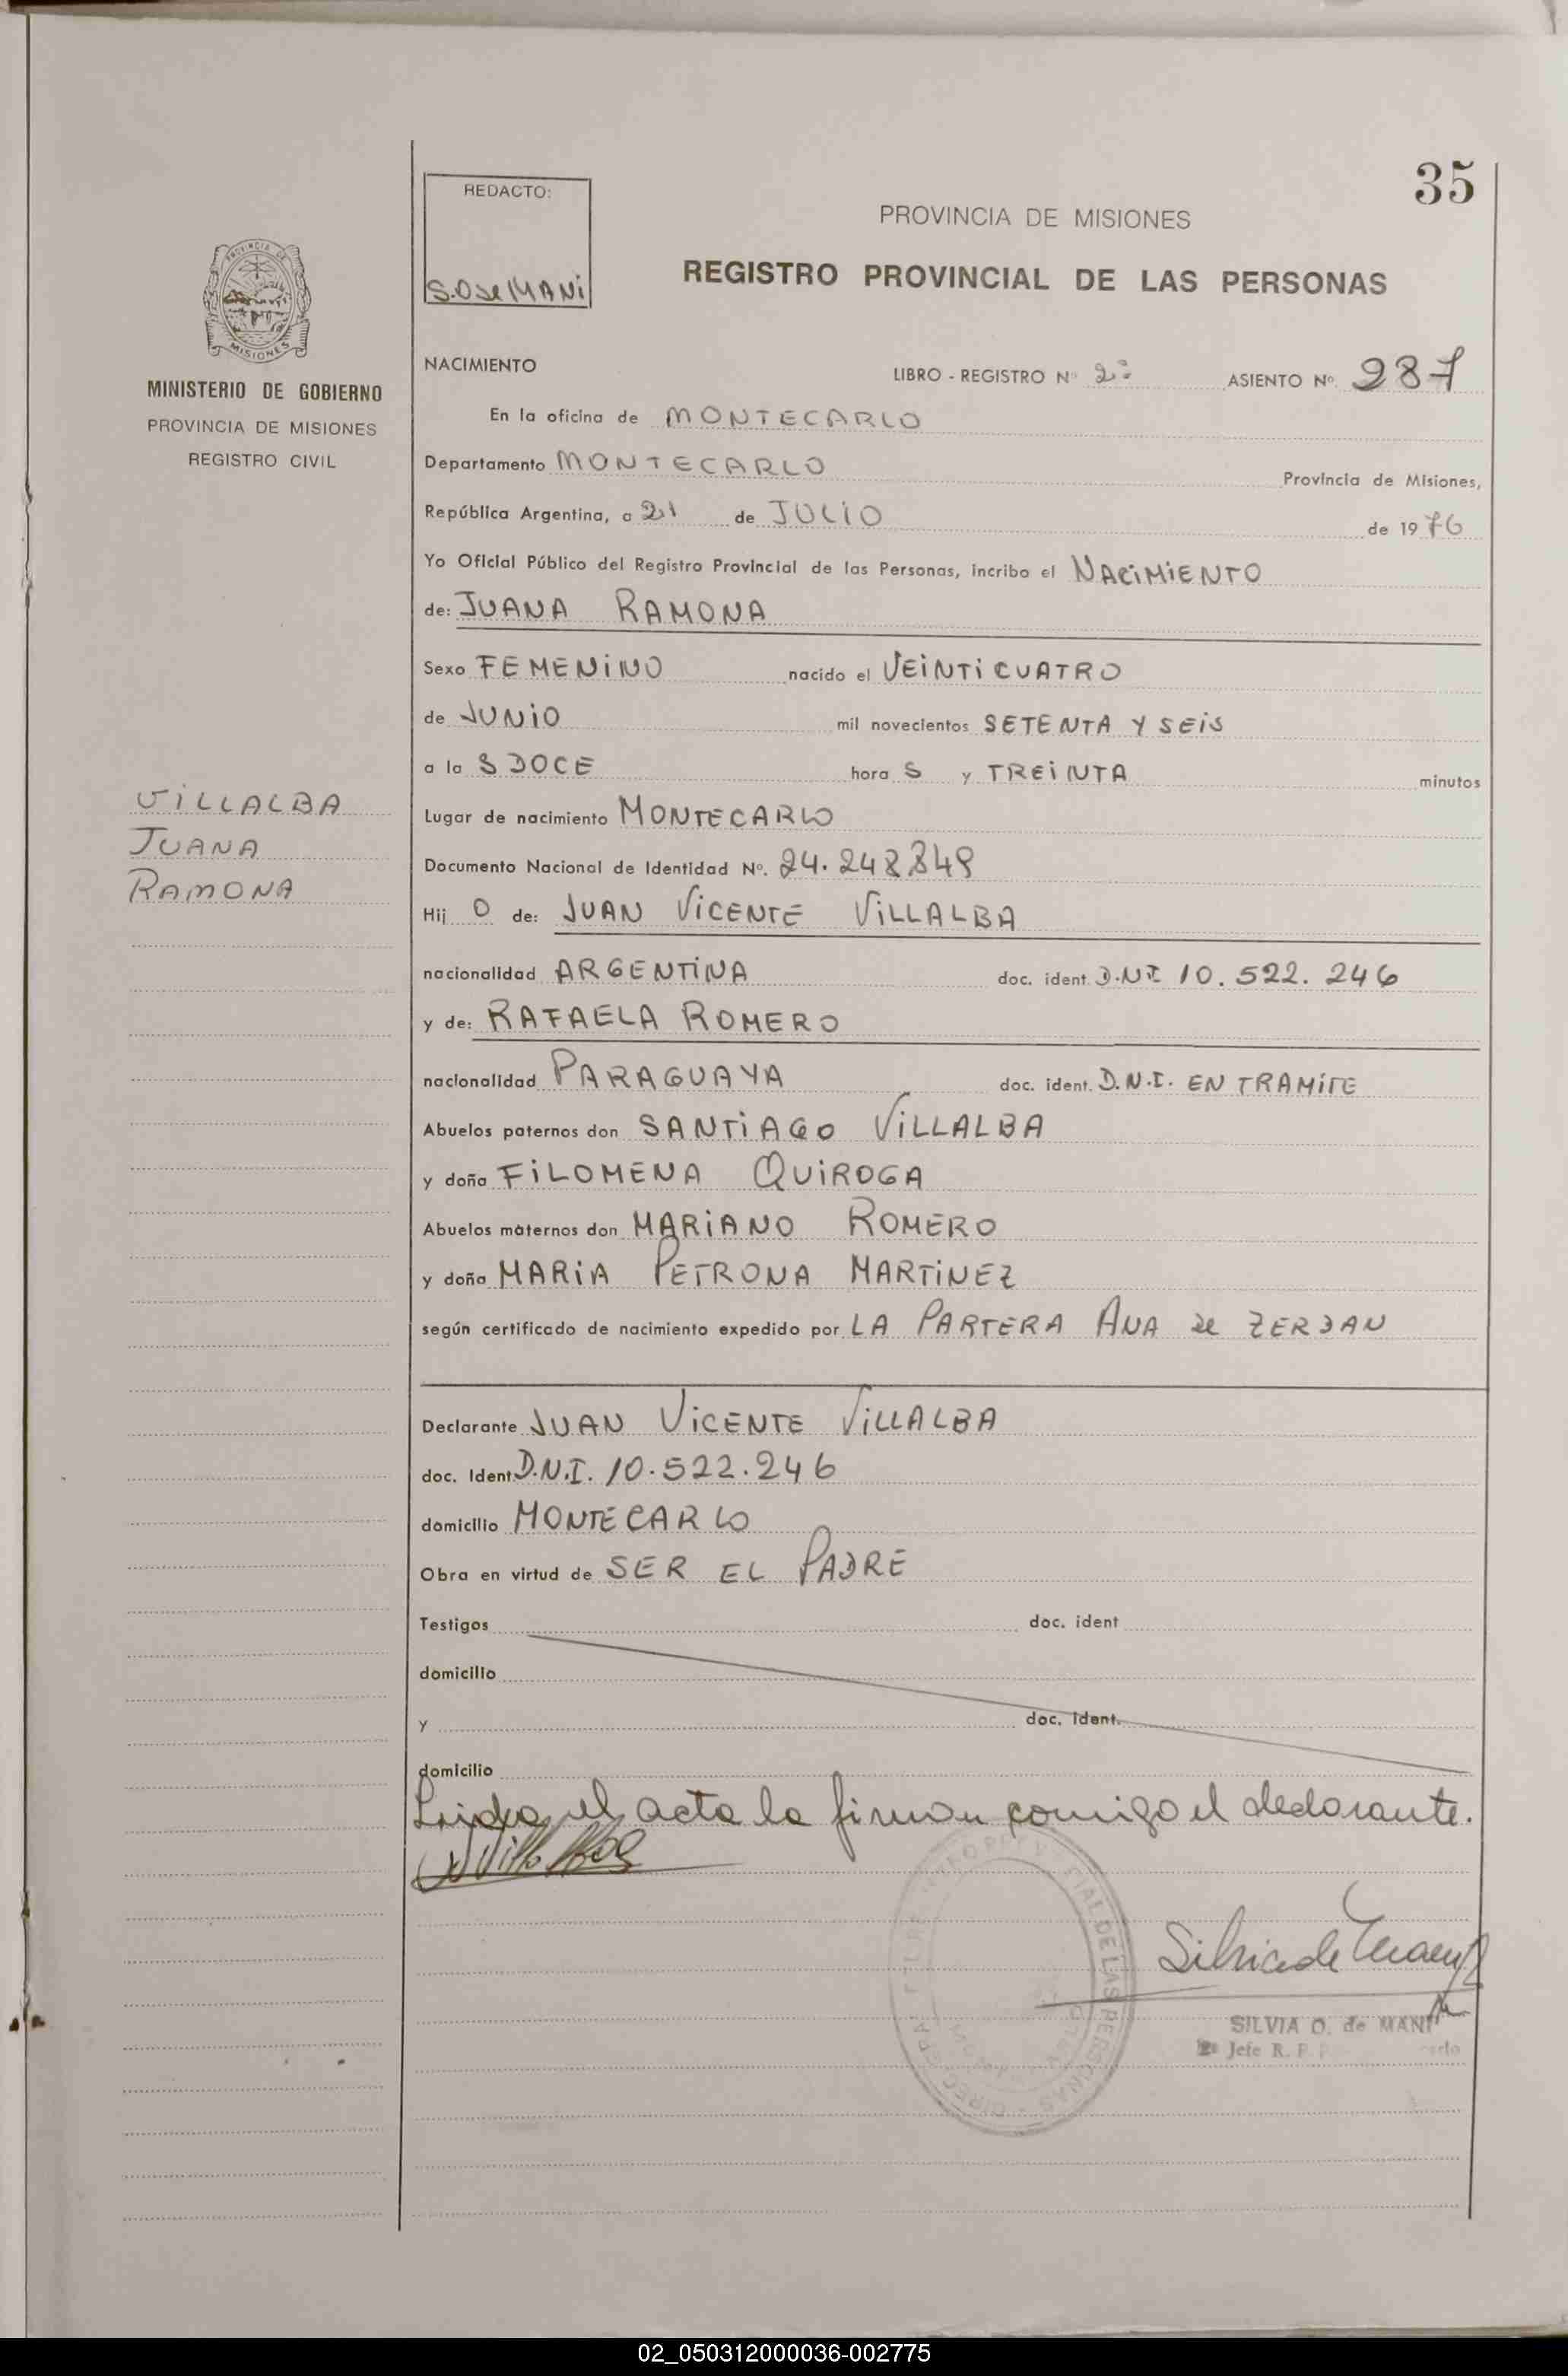 35
REDACTO:
S.O de MANi
PROVINCIA DE MISIONES
REGISTRO PROVINCIAL DE LAS PERSONAS
PROVINCIA DE
MISIONES
MINISTERIO DE GOBIERNO
PROVINCIA DE MISIONES
REGISTRO CIVIL
NACIMIENTO
LIBRO - REGISTRO Nº 2º ASIENTO Nº. 287
En la oficina de MONTECARLO
Departamento MONTECARLO Provincia de Misiones,
República Argentina, a 21 de JULIO de 1976
Yo Oficial Público del Registro Provincial de las Personas, incribo el NACIMIENTO
de: JUANA RAMONA
Sexo FEMENINO nacido el VEINTICUATRO
de JUNIO mil novecientos SETENTA Y SEIS
a la S DOCE hora S y TREINTA minutos
VILLALBA
JUANA
RAMONA
Lugar de nacimiento MONTECARLO
Documento Nacional de Identidad Nº. 24.248.849
Hij O de: JUAN VICENTE VILLALBA
nacionalidad ARGENTINA doc. ident. D.N.I. 10.522.246
y de: RAFAELA ROMERO
nacionalidad PARAGUAYA doc. ident. D.N.I. EN TRAMITE
Abuelos paternos don SANTIAGO VILLALBA
y doña FILOMENA QUIROGA
Abuelos maternos don MARIANO ROMERO
y doña MARIA PETRONA MARTINEZ
según certificado de nacimiento expedido por LA PARTERA ANA de ZERDAN
Declarante JUAN VICENTE VILLALBA
doc. Ident. D.N.I. 10.522.246
domicilio MONTECARLO
Obra en virtud de SER EL PADRE
Testigos doc. ident
domicilio
y doc. ident.
domicilio
Leida el acta la firman comigo el declarante.
SILVIA O. de MANI
Jefe R. P.
02_050312000036-002775